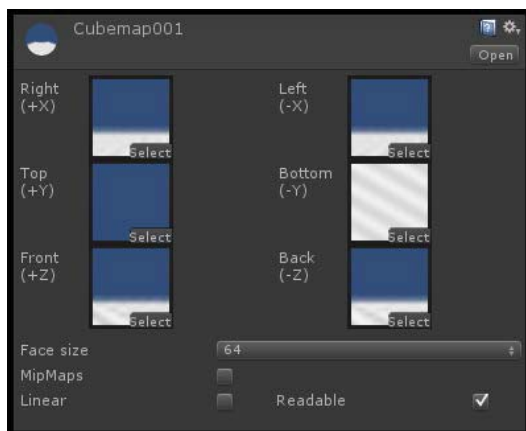 Cubemap001
Open
Right
(+X)
Select
Left
(-X)
Select
Top
(+Y)
Select
Bottom
(-Y)
Select
Front
(+Z)
Select
Back
(-Z)
Select
Face size 64
MipMaps
Linear Readable